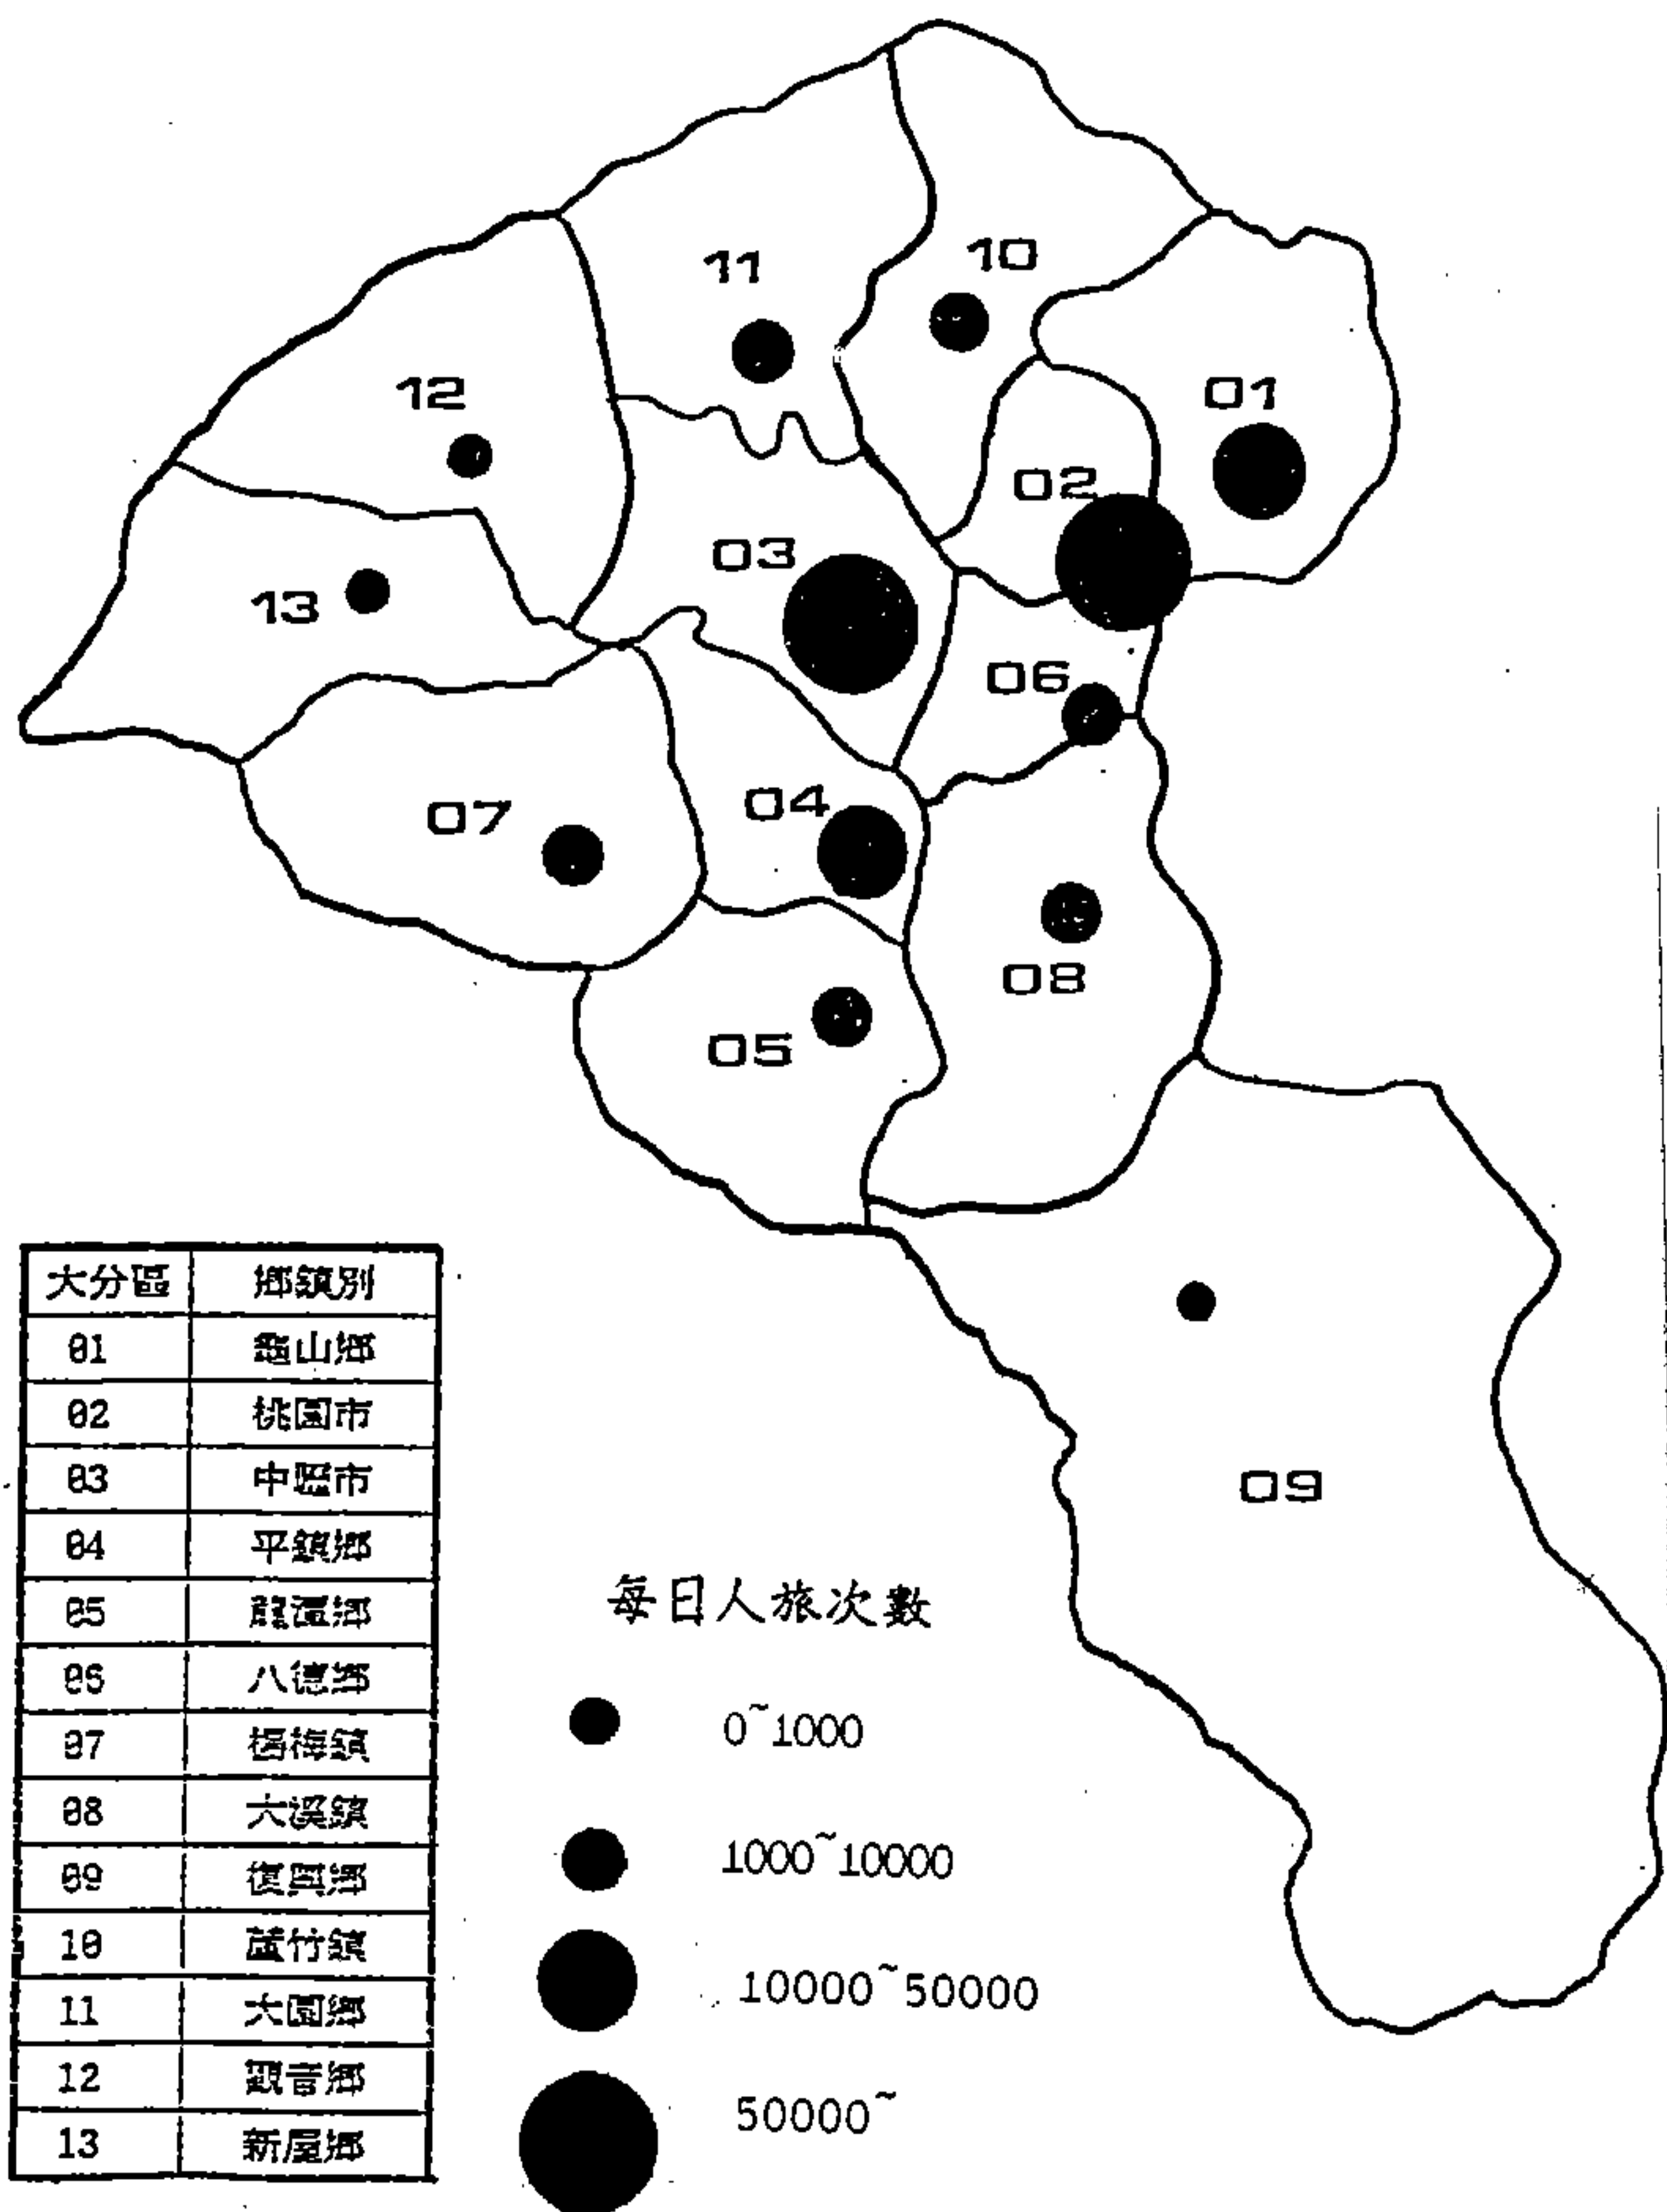 10
11
01
12
02
03
13
06
04
07
08
05
09
大分區 鄉鎮別
01 龜山鄉
02 桃園市
03 中壢市
04 平鎮鄉
05 龍潭鄉
06 八德鄉
07 楊梅鎮
08 大溪鎮
09 復興鄉
10 蘆竹鎮
11 大園鄉
12 觀音鄉
13 新屋鄉
每日人旅次數
0~1000
1000~10000
10000~50000
50000~